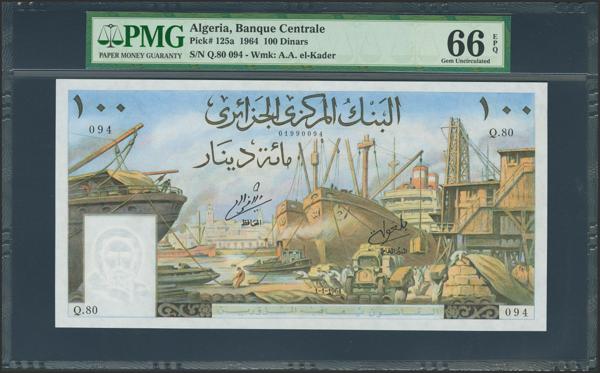 PMG
PAPER MONEY GUARANTY
Algeria, Banque Centrale
Pick# 125a 1964 100 Dinars
S/N Q.80 094 - Wmk: A.A. el-Kader
66 EPQ
Gem Uncirculated
١٠٠
البنك المركزي الجزائري
١٠٠
094
01990094
Q.80
مائة دينار
المحافظ
Q.80
094